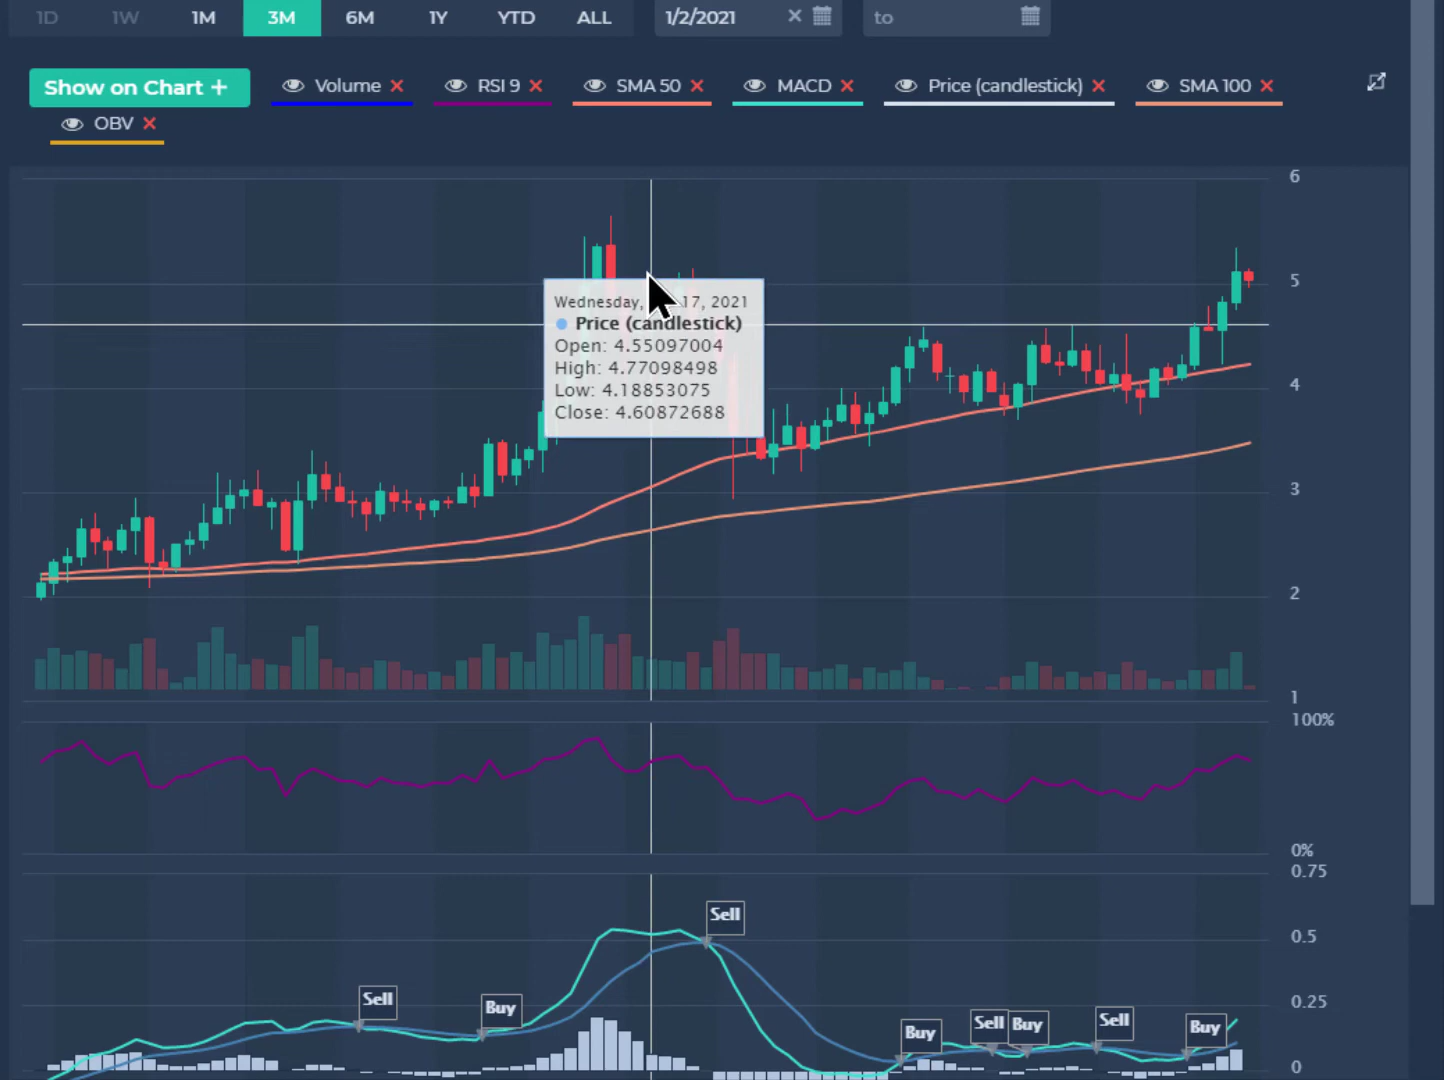 1D 1W 1M 3M 6M 1Y YTD ALL 1/2/2021 × to
Show on Chart + Volume × RSI 9 × SMA 50 × MACD × Price (candlestick) × SMA 100 ×
OBV ×
6
5
Wednesday, 17, 2021
Price (candlestick)
Open: 4.55097004
High: 4.77098498
Low: 4.18853075
Close: 4.60872688
4
3
2
1
100%
0%
0.75
Sell
0.5
Sell
Buy
0.25
Buy
Sell
Buy
Sell
Buy
0